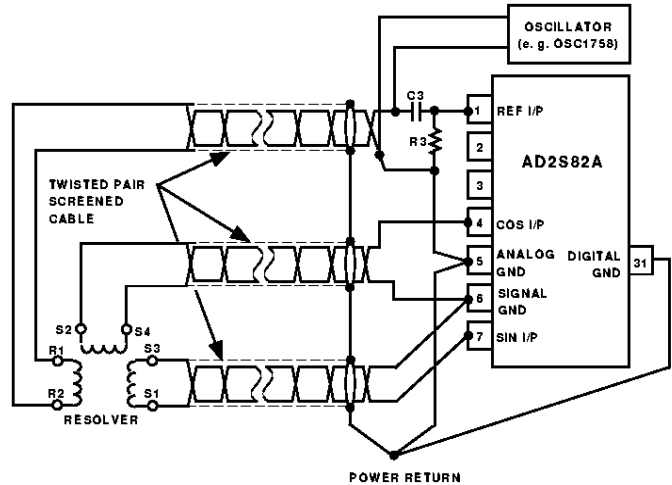 OSCILLATOR
(e. g. OSC1758)
C3
1 REF I/P
R3
2
AD2S82A
3
TWISTED PAIR
SCREENED
CABLE
4 COS I/P
5 ANALOG
GND
DIGITAL
GND
31
6 SIGNAL
GND
S2
S4
7 SIN I/P
R1
S3
R2
S1
RESOLVER
POWER RETURN